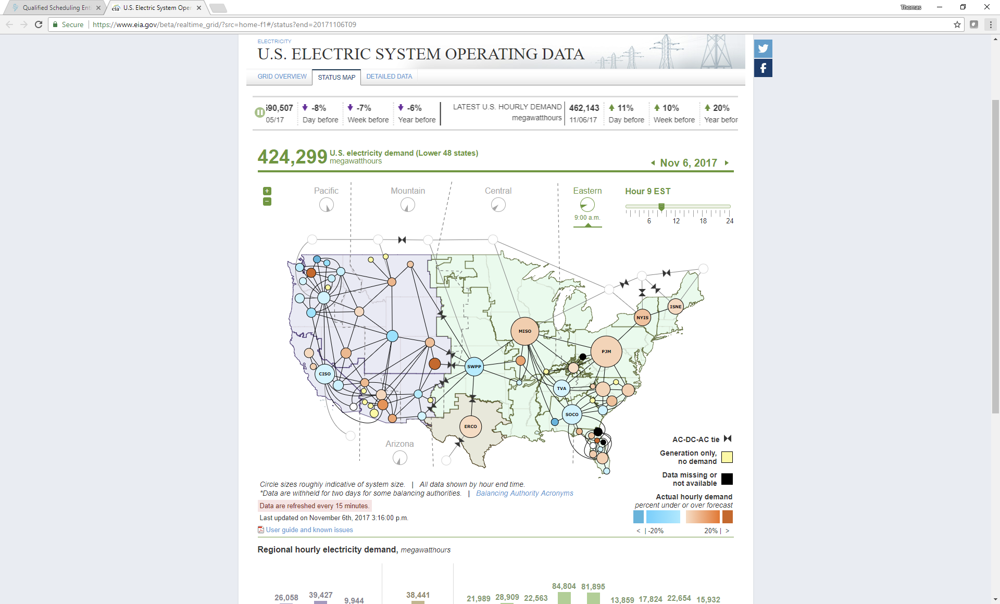 Qualified Scheduling Ent
eia U.S. Electric System Oper
Thomas
Secure | https://www.eia.gov/beta/realtime_grid/?src=home-f1#/status?end=20171106T09
ELECTRICITY
U.S. ELECTRIC SYSTEM OPERATING DATA
GRID OVERVIEW STATUS MAP DETAILED DATA
590,507 -8% -7% -6% LATEST U.S. HOURLY DEMAND 462,143 11% 10% 20%
05/17 Day before Week before Year before megawatthours 11/06/17 Day before Week before Year befor
424,299 U.S. electricity demand (Lower 48 states)
megawatthours
Nov 6, 2017
+
−
Pacific Mountain Central Eastern
9:00 a.m.
Hour 9 EST
6 12 18 24
ISNE
NYIS
MISO
PJM
SWPP
CISO
TVA
SOCO
ERCO
Arizona
AC-DC-AC tie
Generation only,
no demand
Data missing or
not available
Actual hourly demand
percent under or over forecast
< | -20% 20% | >
Circle sizes roughly indicative of system size. | All data shown by hour end time.
*Data are withheld for two days for some balancing authorities. | Balancing Authority Acronyms
Data are refreshed every 15 minutes.
Last updated on November 6th, 2017 3:16:00 p.m.
User guide and known issues
Regional hourly electricity demand, megawatthours
26,058 39,427 9,944 38,441 21,989 28,909 22,563 84,804 81,895 13,859 17,824 22,654 15,932